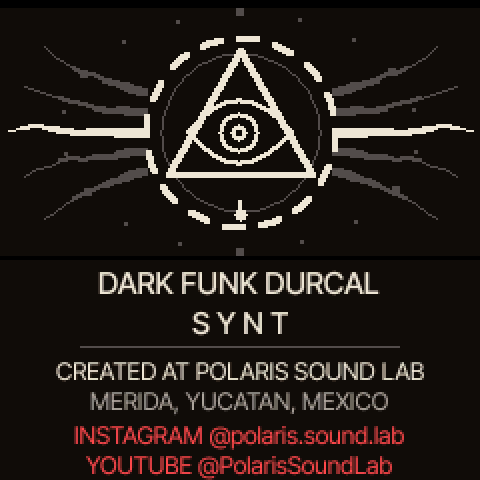 DARK FUNK DURCAL
SYNT
CREATED AT POLARIS SOUND LAB
MERIDA, YUCATAN, MEXICO
INSTAGRAM @polaris.sound.lab
YOUTUBE @PolarisSoundLab